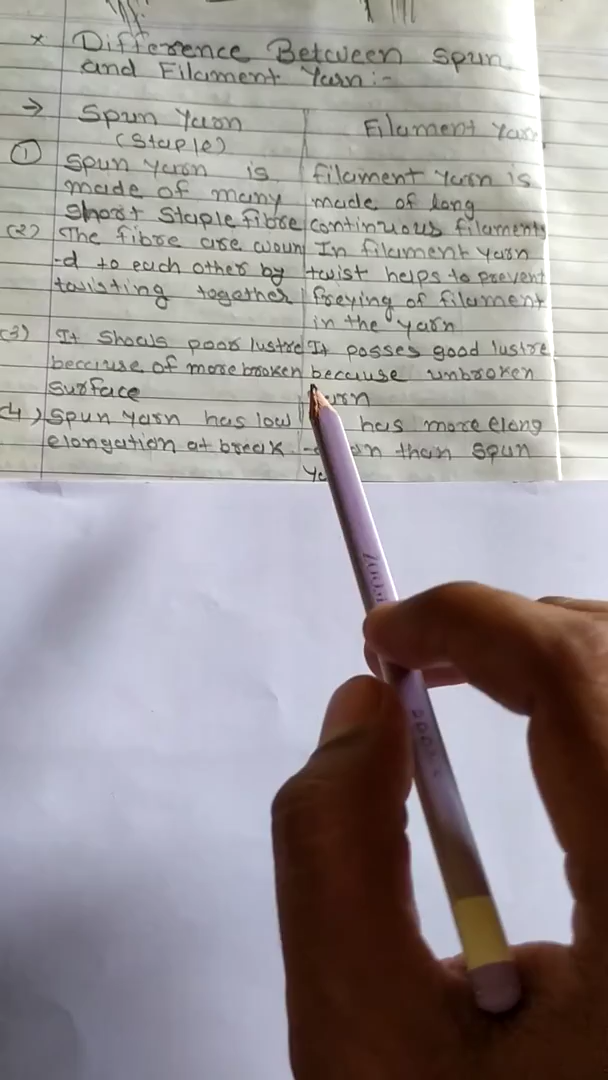 * Difference Between Spun
and Filament Yarn:-
→ Spun Yarn
(Staple)
Filament Yarn
① Spun yarn is
made of many
Short Staple fibre
filament yarn is
made of long
continuous filaments
(2) The fibre are woun
-d to each other by
twisting together
In filament yarn
twist helps to prevent
freying of filament
in the yarn
(3) It shows poor lustre
because of more broken
surface
It posses good lustre
because unbroken
(4) Spun yarn has low
elongation at break
has more elong
than spun